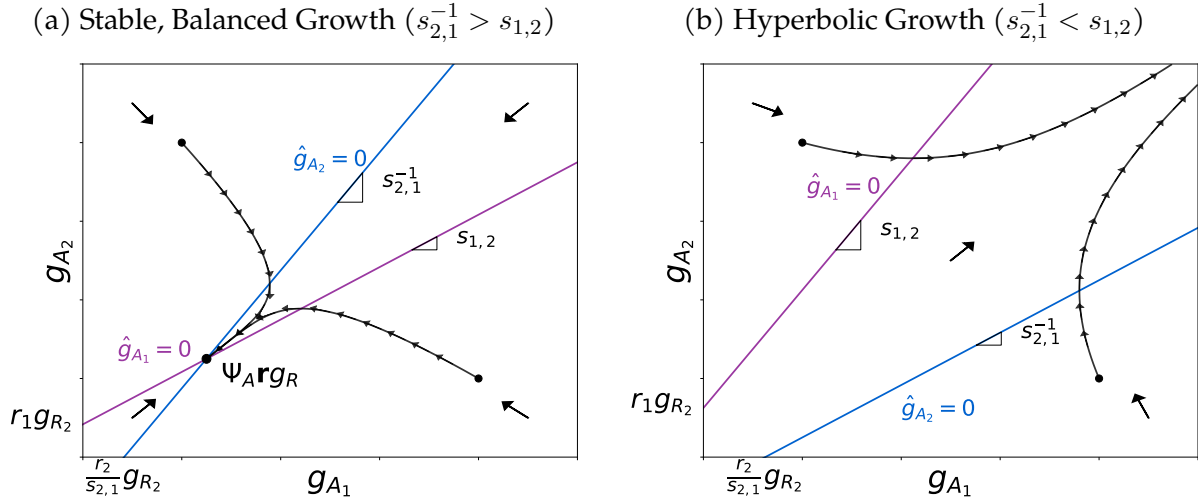 (a) Stable, Balanced Growth (s_{2,1}^{-1} > s_{1,2})
ĝ_{A_2} = 0
s_{2,1}^{-1}
s_{1,2}
g_{A_2}
ĝ_{A_1} = 0
Ψ_A r g_R
r_1 g_{R_2}
\frac{r_2}{s_{2,1}} g_{R_2}
g_{A_1}
(b) Hyperbolic Growth (s_{2,1}^{-1} < s_{1,2})
ĝ_{A_1} = 0
s_{1,2}
g_{A_2}
s_{2,1}^{-1}
ĝ_{A_2} = 0
r_1 g_{R_2}
\frac{r_2}{s_{2,1}} g_{R_2}
g_{A_1}